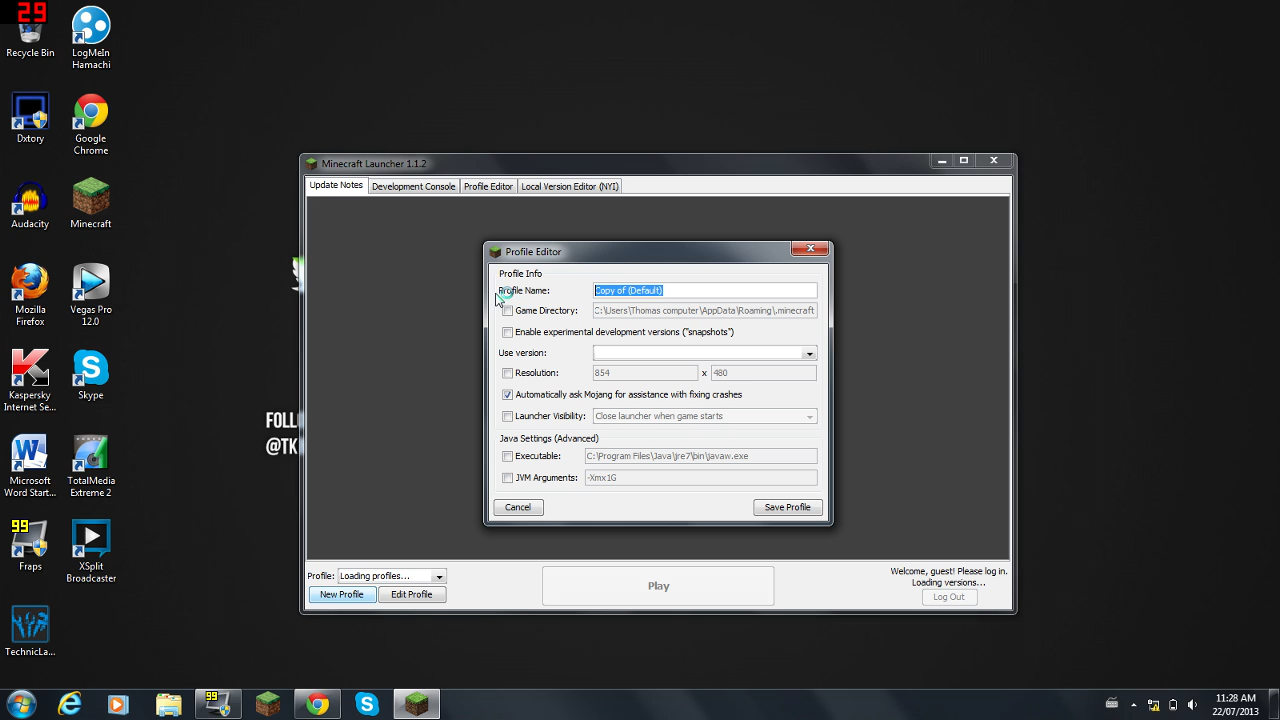 29
Recycle Bin
LogMeIn
Hamachi
Dxtory
Google
Chrome
Audacity
Minecraft
Mozilla
Firefox
Vegas Pro
12.0
Kaspersky
Internet Se...
Skype
Microsoft
Word Start...
TotalMedia
Extreme 2
99
Fraps
XSplit
Broadcaster
TechnicLa...
FOLL
@TK
Minecraft Launcher 1.1.2
Update Notes
Development Console
Profile Editor
Local Version Editor (NYI)
Profile Editor
Profile Info
Profile Name:
Copy of (Default)
Game Directory:
C:\Users\Thomas computer\AppData\Roaming\.minecraft
Enable experimental development versions ("snapshots")
Use version:
Resolution:
854
x
480
Automatically ask Mojang for assistance with fixing crashes
Launcher Visibility:
Close launcher when game starts
Java Settings (Advanced)
Executable:
C:\Program Files\Java\jre7\bin\javaw.exe
JVM Arguments:
-Xmx1G
Cancel
Save Profile
Profile:
Loading profiles...
New Profile
Edit Profile
Play
Welcome, guest! Please log in.
Loading versions...
Log Out
99
11:28 AM
22/07/2013